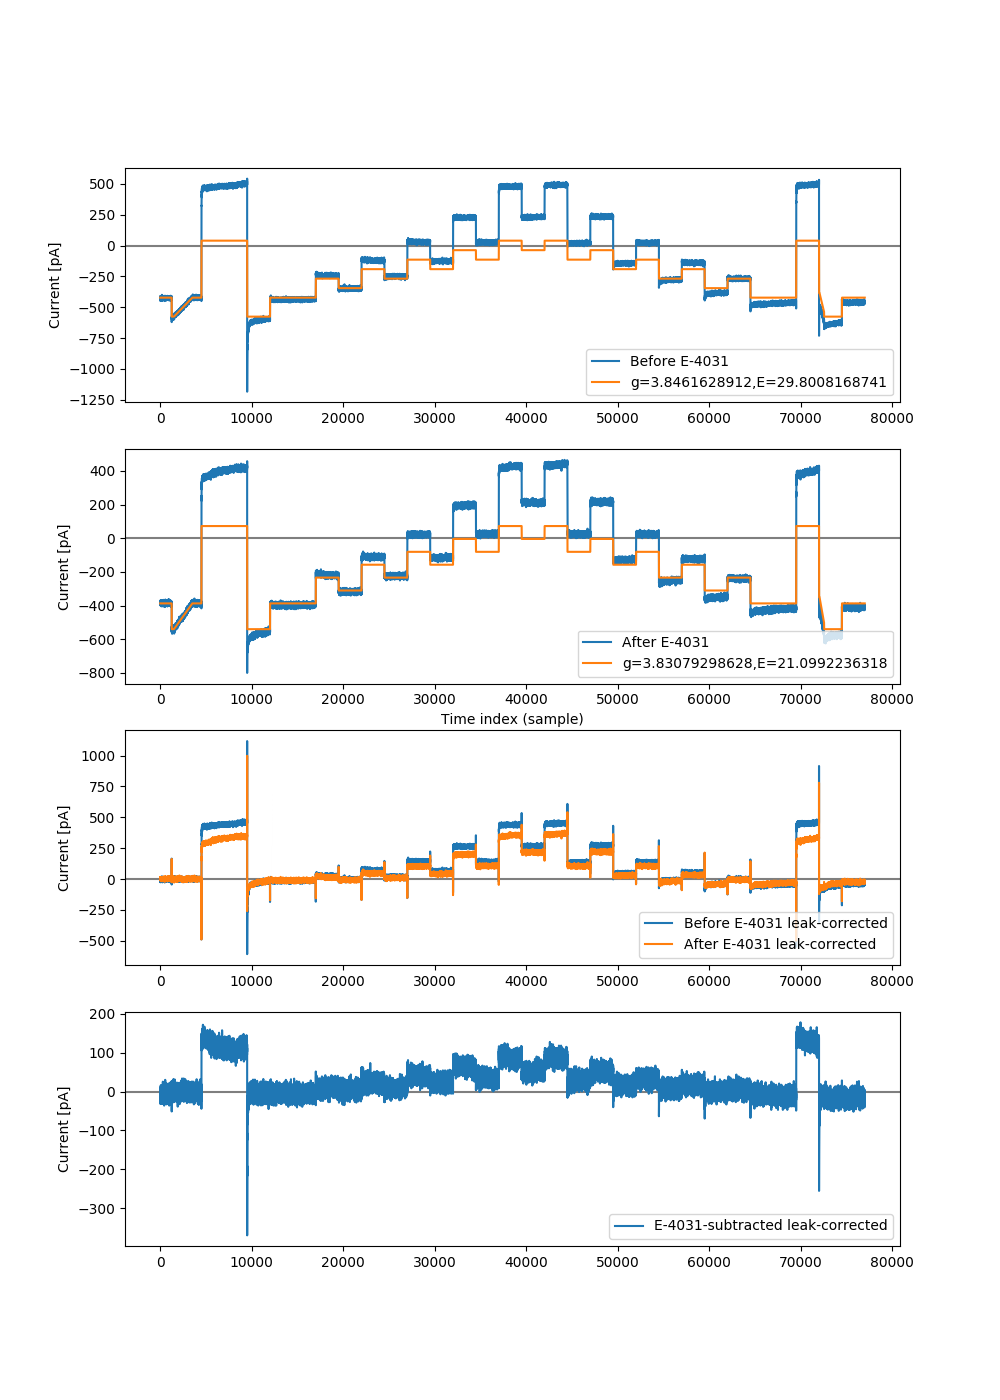 500
250
0
−250
−500
−750
−1000
−1250
Current [pA]
Before E-4031
g=3.8461628912,E=29.8008168741
0 10000 20000 30000 40000 50000 60000 70000 80000
400
200
0
−200
−400
−600
−800
Current [pA]
After E-4031
g=3.83079298628,E=21.0992236318
0 10000 20000 30000 40000 50000 60000 70000 80000
Time index (sample)
1000
750
500
250
0
−250
−500
Current [pA]
Before E-4031 leak-corrected
After E-4031 leak-corrected
0 10000 20000 30000 40000 50000 60000 70000 80000
200
100
0
−100
−200
−300
Current [pA]
E-4031-subtracted leak-corrected
0 10000 20000 30000 40000 50000 60000 70000 80000